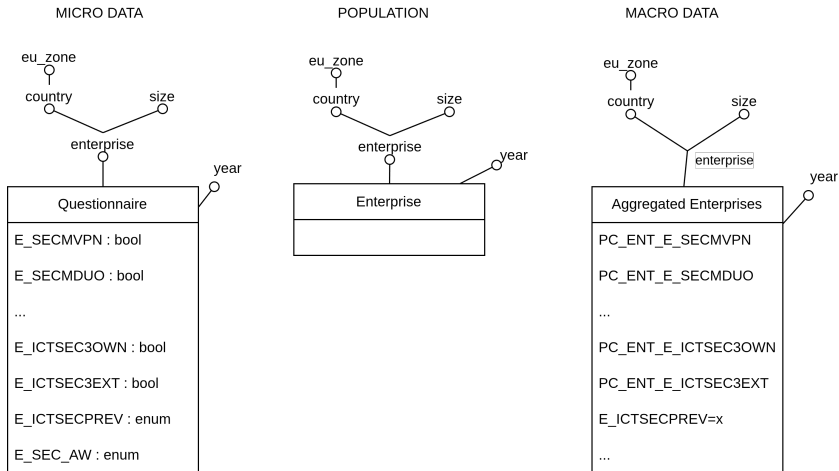 MICRO DATA
eu_zone
country
size
enterprise
year
Questionnaire
E_SECMVPN : bool
E_SECMDUO : bool
...
E_ICTSEC3OWN : bool
E_ICTSEC3EXT : bool
E_ICTSECPREV : enum
E_SEC_AW : enum
POPULATION
eu_zone
country
size
enterprise
year
Enterprise
MACRO DATA
eu_zone
country
size
enterprise
year
Aggregated Enterprises
PC_ENT_E_SECMVPN
PC_ENT_E_SECMDUO
...
PC_ENT_E_ICTSEC3OWN
PC_ENT_E_ICTSEC3EXT
E_ICTSECPREV=x
...